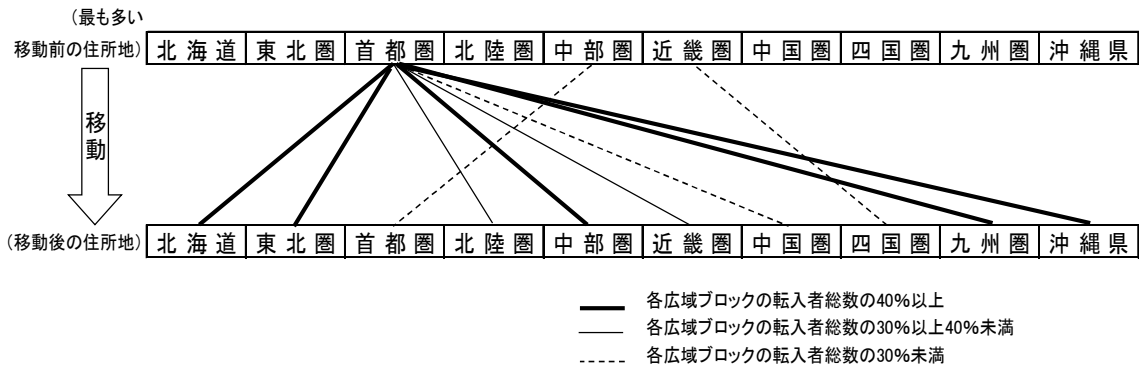 (最も多い
移動前の住所地)
北海道 東北圏 首都圏 北陸圏 中部圏 近畿圏 中国圏 四国圏 九州圏 沖縄県
移動
(移動後の住所地)
北海道 東北圏 首都圏 北陸圏 中部圏 近畿圏 中国圏 四国圏 九州圏 沖縄県
各広域ブロックの転入者総数の40%以上
各広域ブロックの転入者総数の30%以上40%未満
各広域ブロックの転入者総数の30%未満